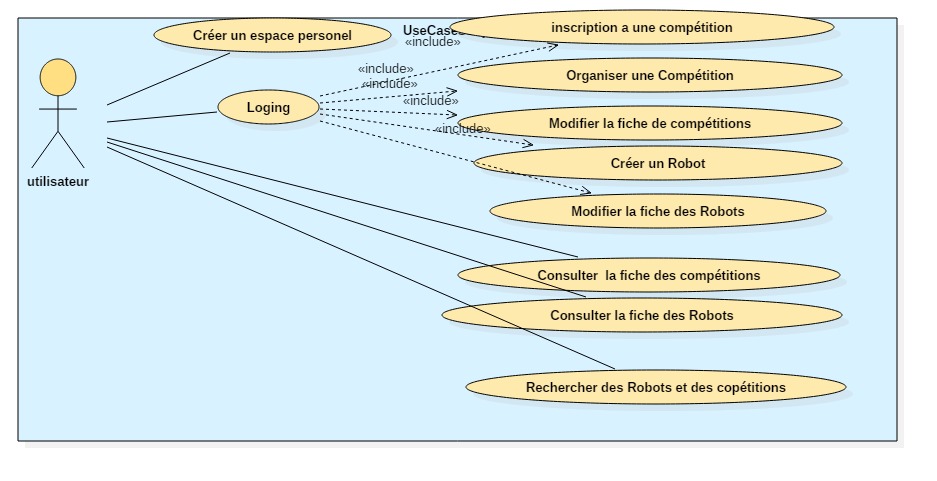 Créer un espace personel
UseCases
inscription a une compétition
«include»
«include»
Organiser une Compétition
«include»
Loging
«include»
Modifier la fiche de compétitions
«include»
Créer un Robot
utilisateur
Modifier la fiche des Robots
Consulter  la fiche des compétitions
Consulter la fiche des Robots
Rechercher des Robots et des copétitions